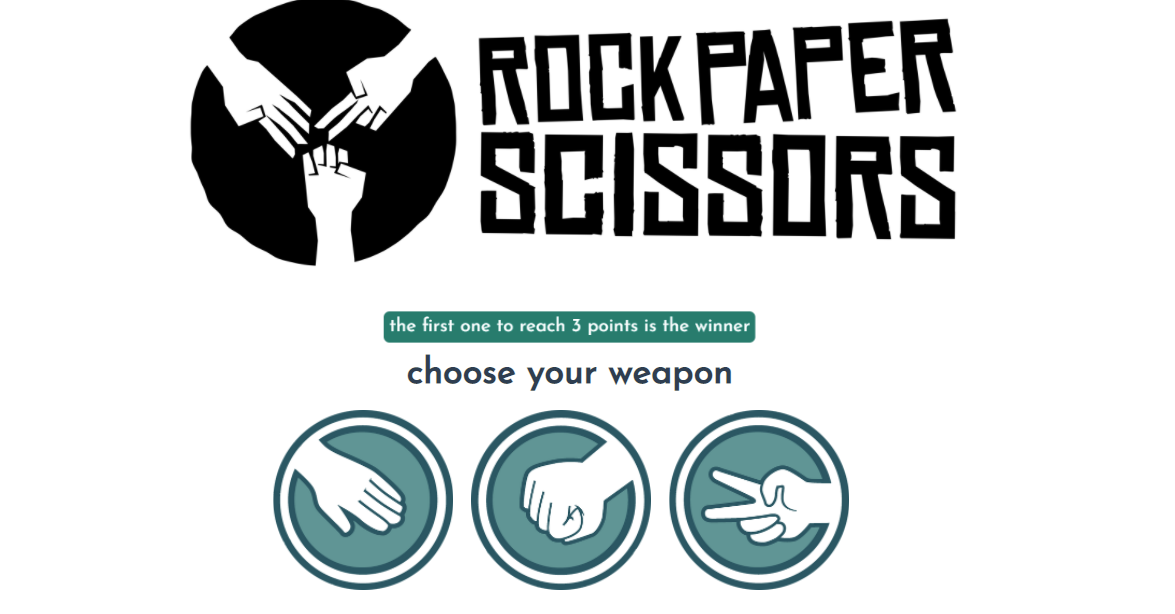 ROCK PAPER
SCISSORS
the first one to reach 3 points is the winner
choose your weapon